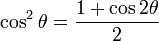 cos² θ = (1 + cos 2θ) / 2